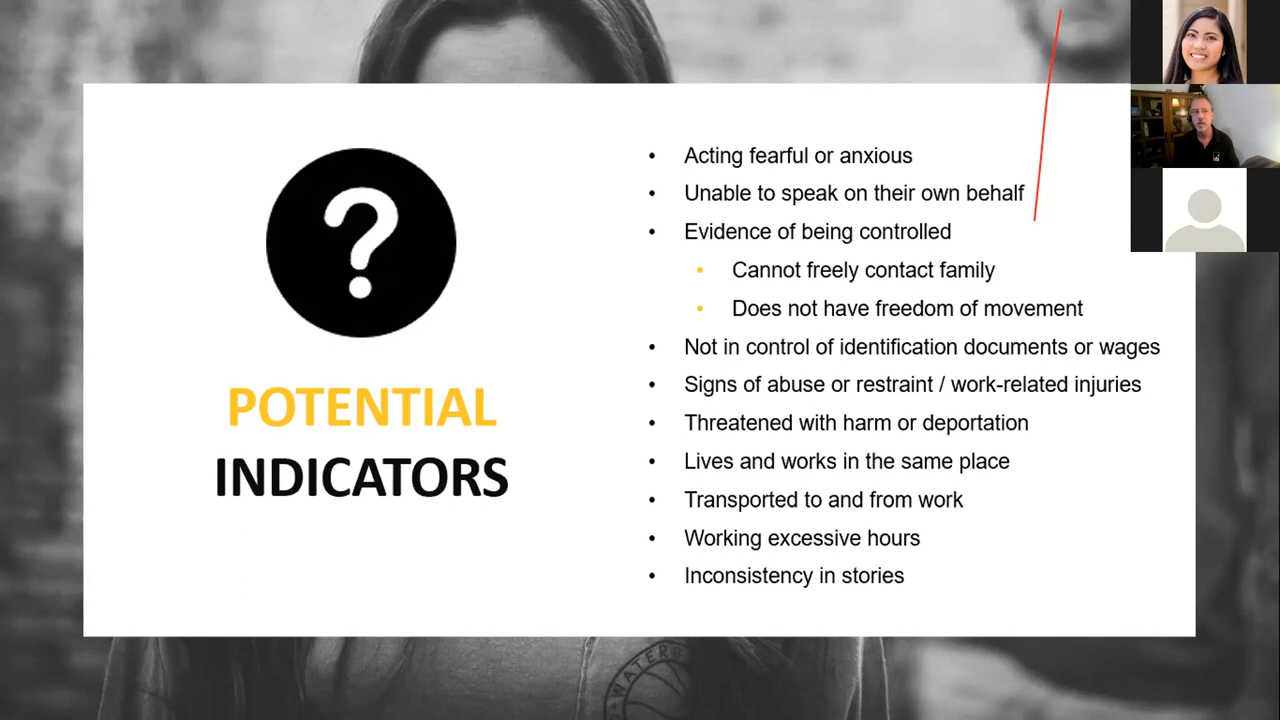 POTENTIAL
INDICATORS
• Acting fearful or anxious
• Unable to speak on their own behalf
• Evidence of being controlled
• Cannot freely contact family
• Does not have freedom of movement
• Not in control of identification documents or wages
• Signs of abuse or restraint / work-related injuries
• Threatened with harm or deportation
• Lives and works in the same place
• Transported to and from work
• Working excessive hours
• Inconsistency in stories